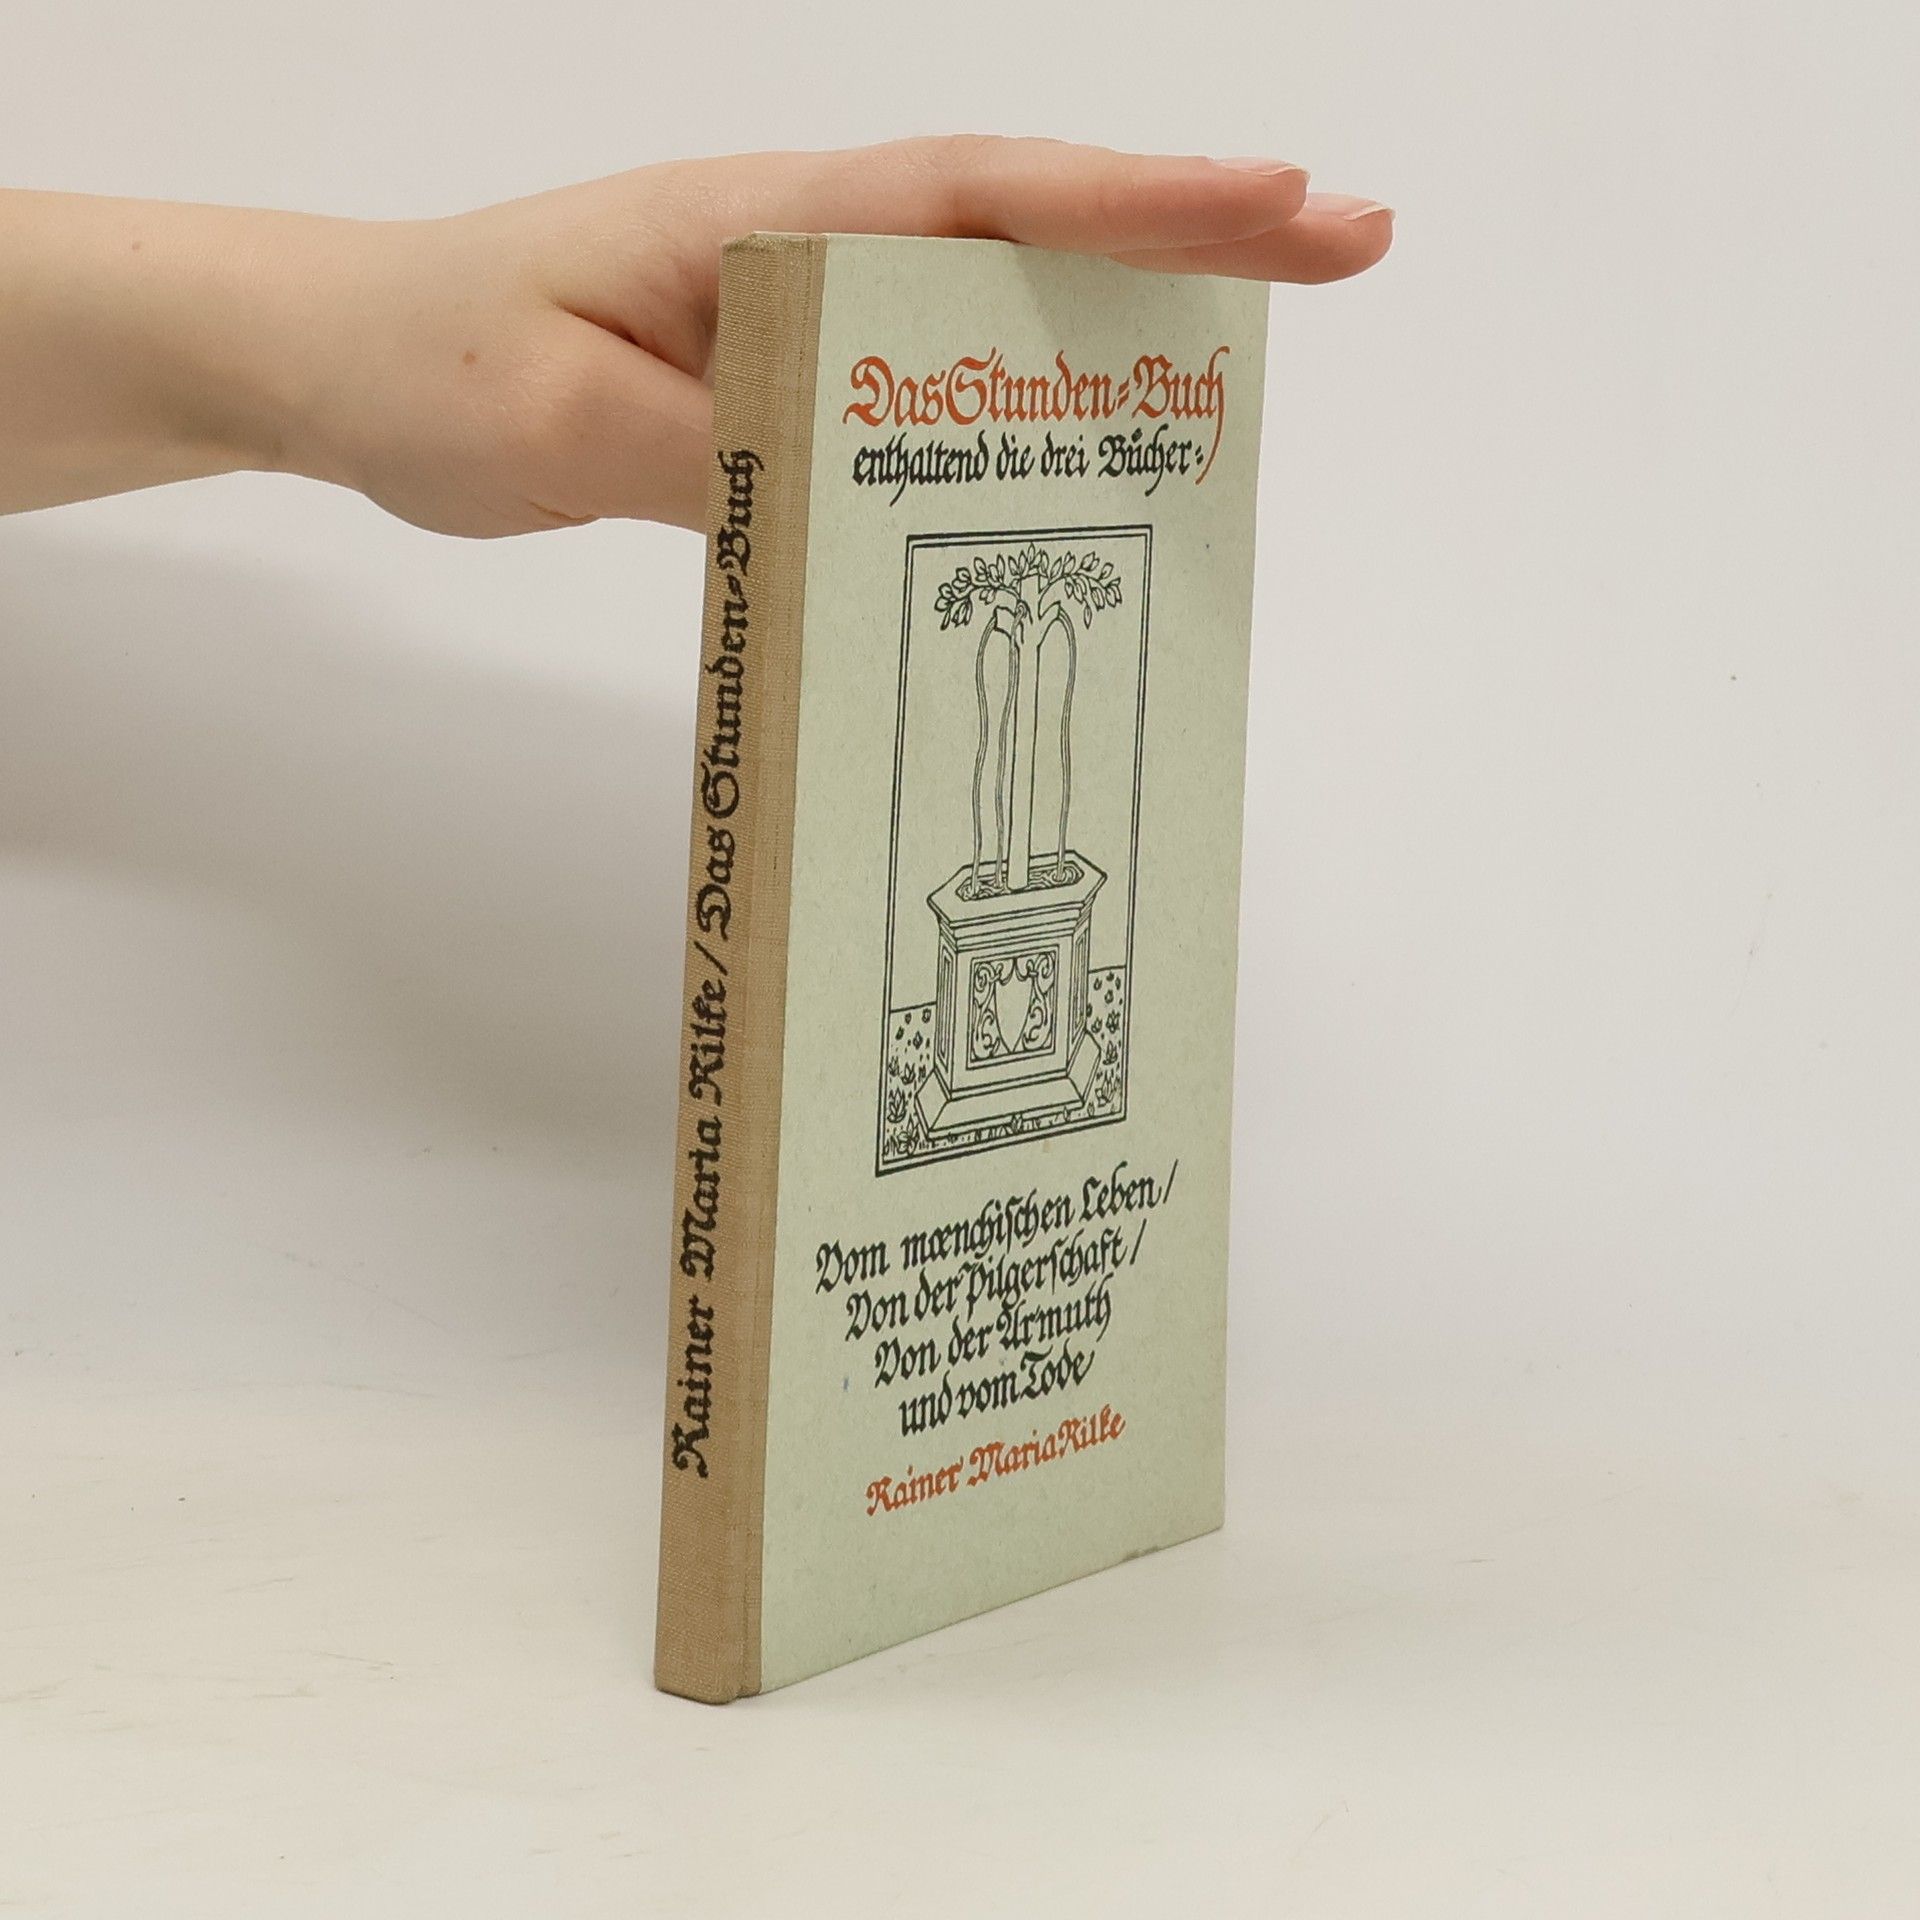 Das Stunden=Buch
enthaltend die drei Bücher=
Vom mœnchiſchen Leben/
Von der Pilgerſchaft/
Von der Armuth
und vom Tode
Rainer Maria Rilke
Rainer Maria Rilke/Das Stunden=Buch